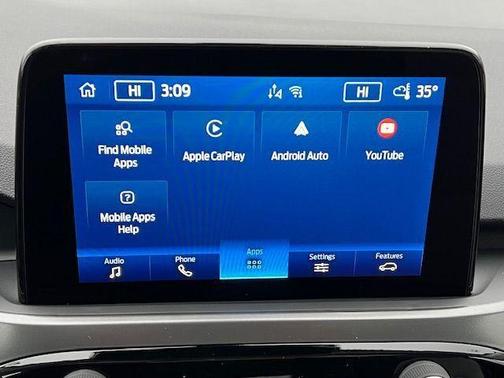 HI 3:09 HI 35°
Find Mobile
Apps
Apple CarPlay
Android Auto
YouTube
Mobile Apps
Help
Audio
Phone
Apps
Settings
Features